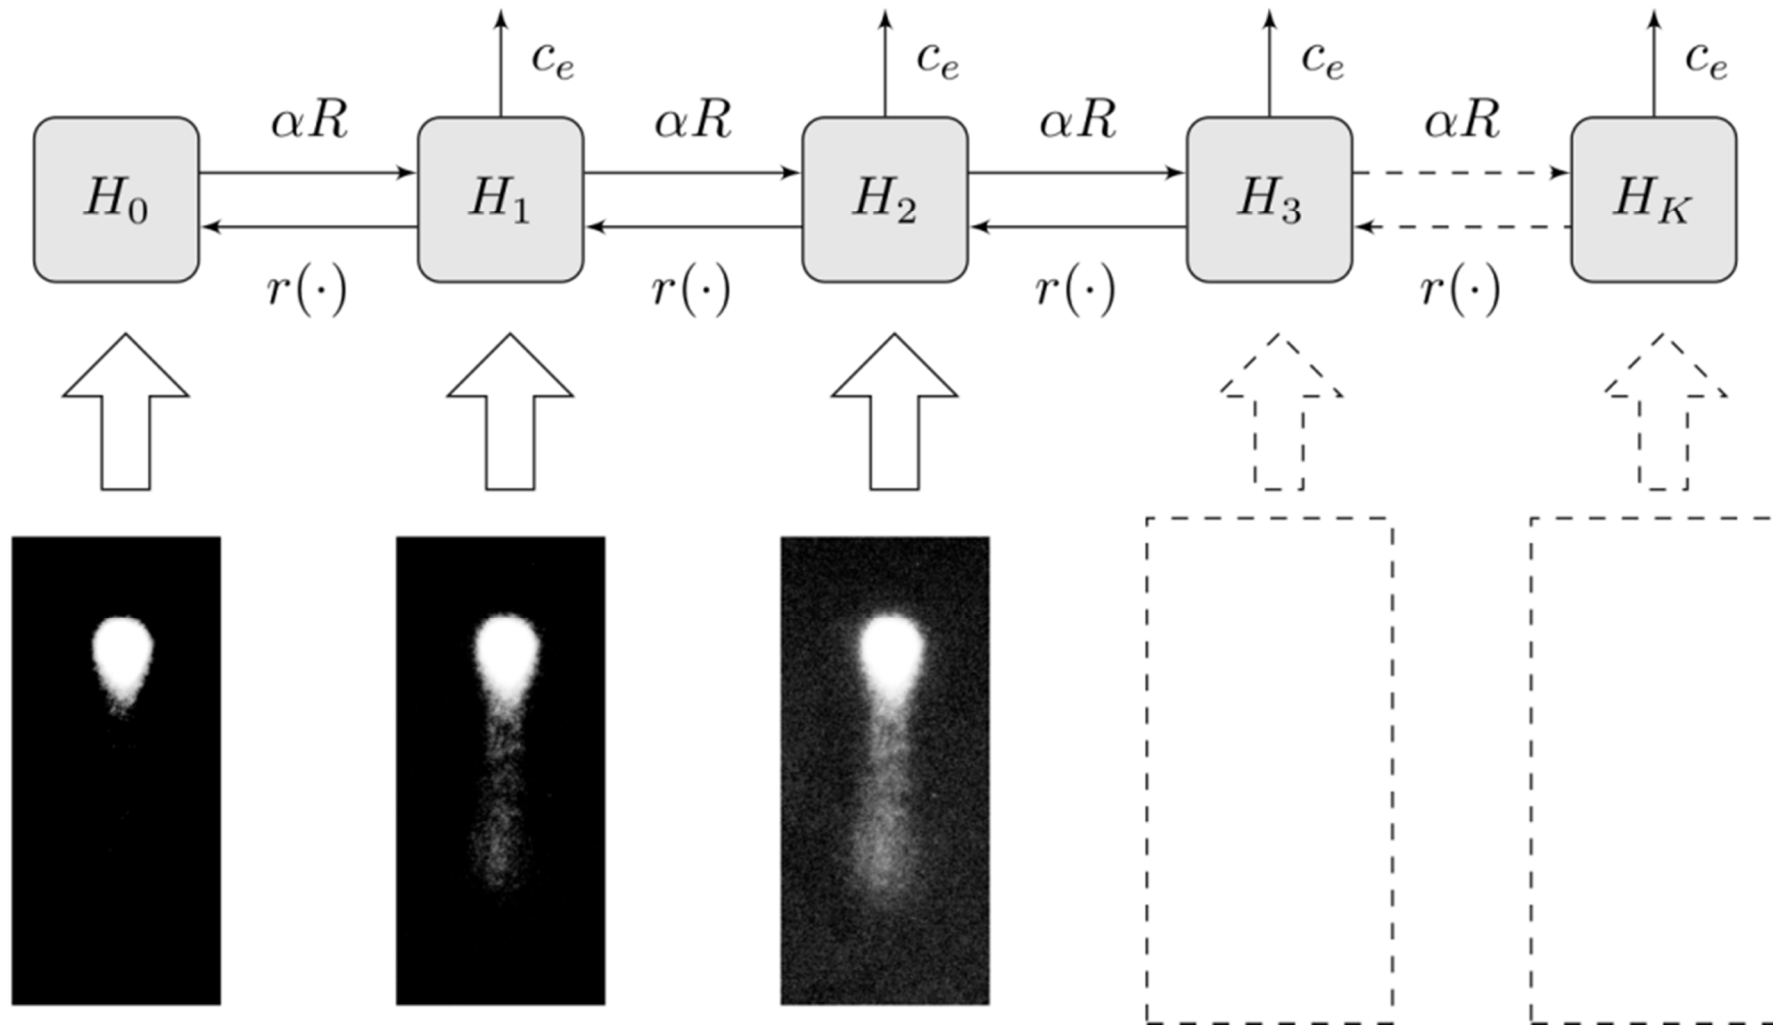 c_e c_e c_e c_e
αR αR αR αR
H_0 H_1 H_2 H_3 H_K
r(·) r(·) r(·) r(·)